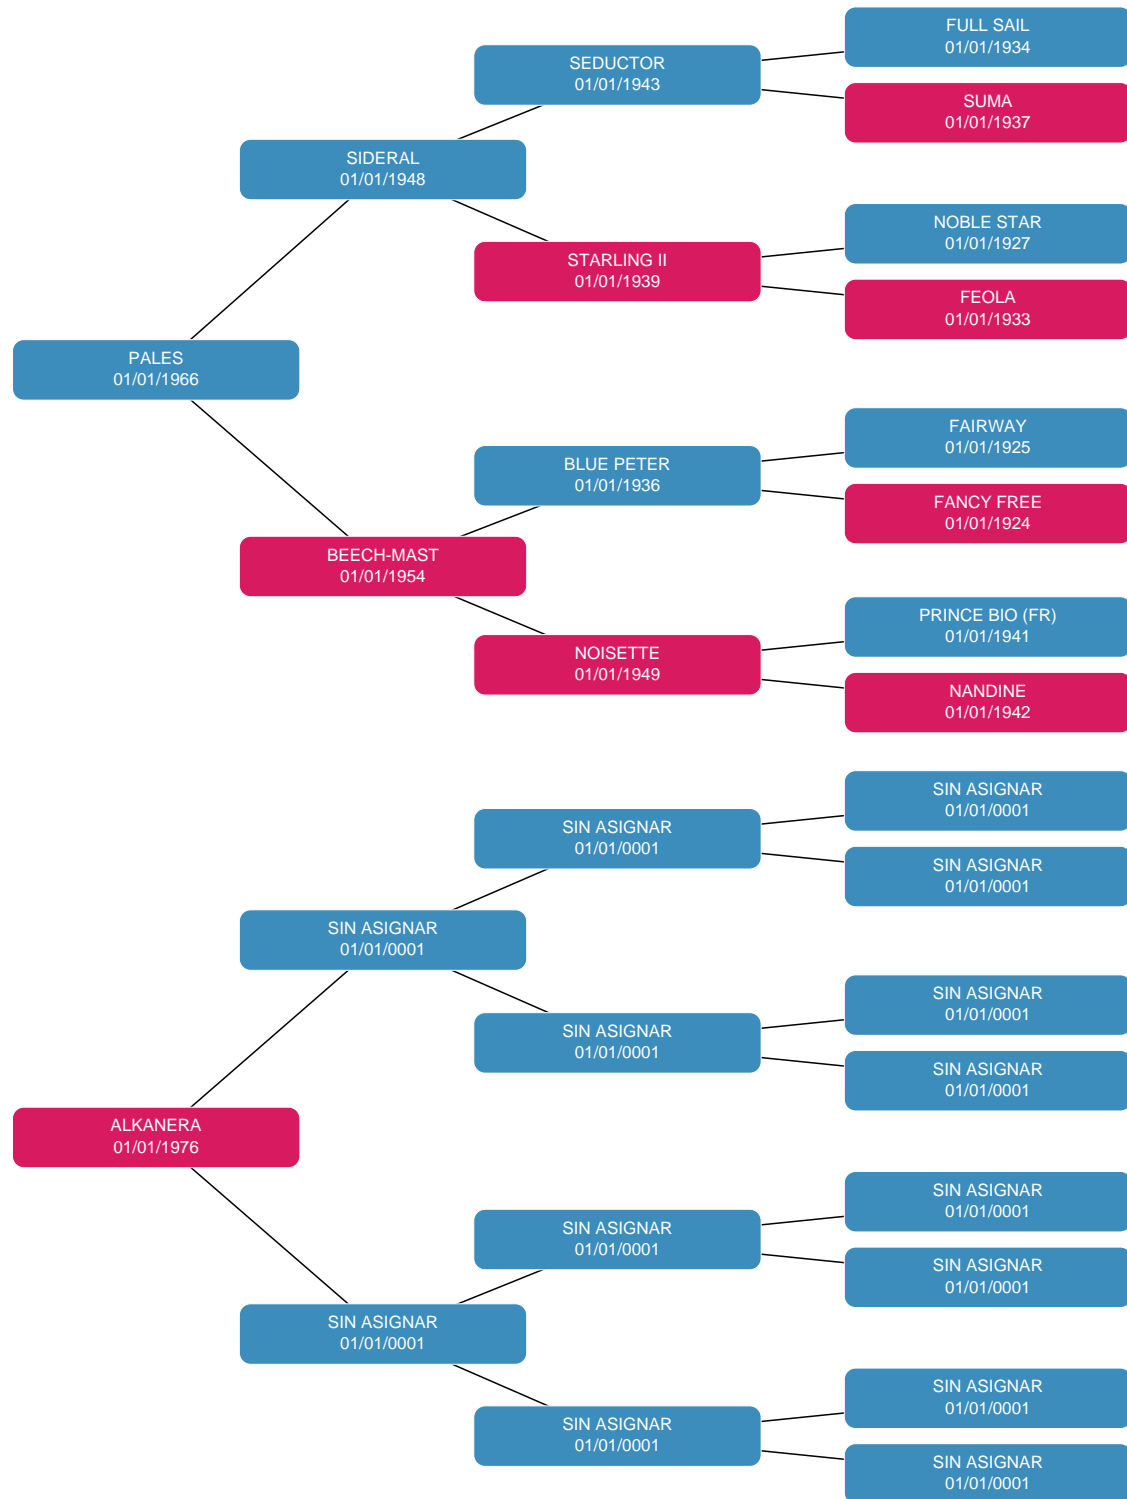 FULL SAIL
01/01/1934
SEDUCTOR
01/01/1943
SUMA
01/01/1937
SIDERAL
01/01/1948
NOBLE STAR
01/01/1927
STARLING II
01/01/1939
FEOLA
01/01/1933
PALES
01/01/1966
FAIRWAY
01/01/1925
BLUE PETER
01/01/1936
FANCY FREE
01/01/1924
BEECH-MAST
01/01/1954
PRINCE BIO (FR)
01/01/1941
NOISETTE
01/01/1949
NANDINE
01/01/1942
SIN ASIGNAR
01/01/0001
SIN ASIGNAR
01/01/0001
SIN ASIGNAR
01/01/0001
SIN ASIGNAR
01/01/0001
SIN ASIGNAR
01/01/0001
SIN ASIGNAR
01/01/0001
SIN ASIGNAR
01/01/0001
ALKANERA
01/01/1976
SIN ASIGNAR
01/01/0001
SIN ASIGNAR
01/01/0001
SIN ASIGNAR
01/01/0001
SIN ASIGNAR
01/01/0001
SIN ASIGNAR
01/01/0001
SIN ASIGNAR
01/01/0001
SIN ASIGNAR
01/01/0001